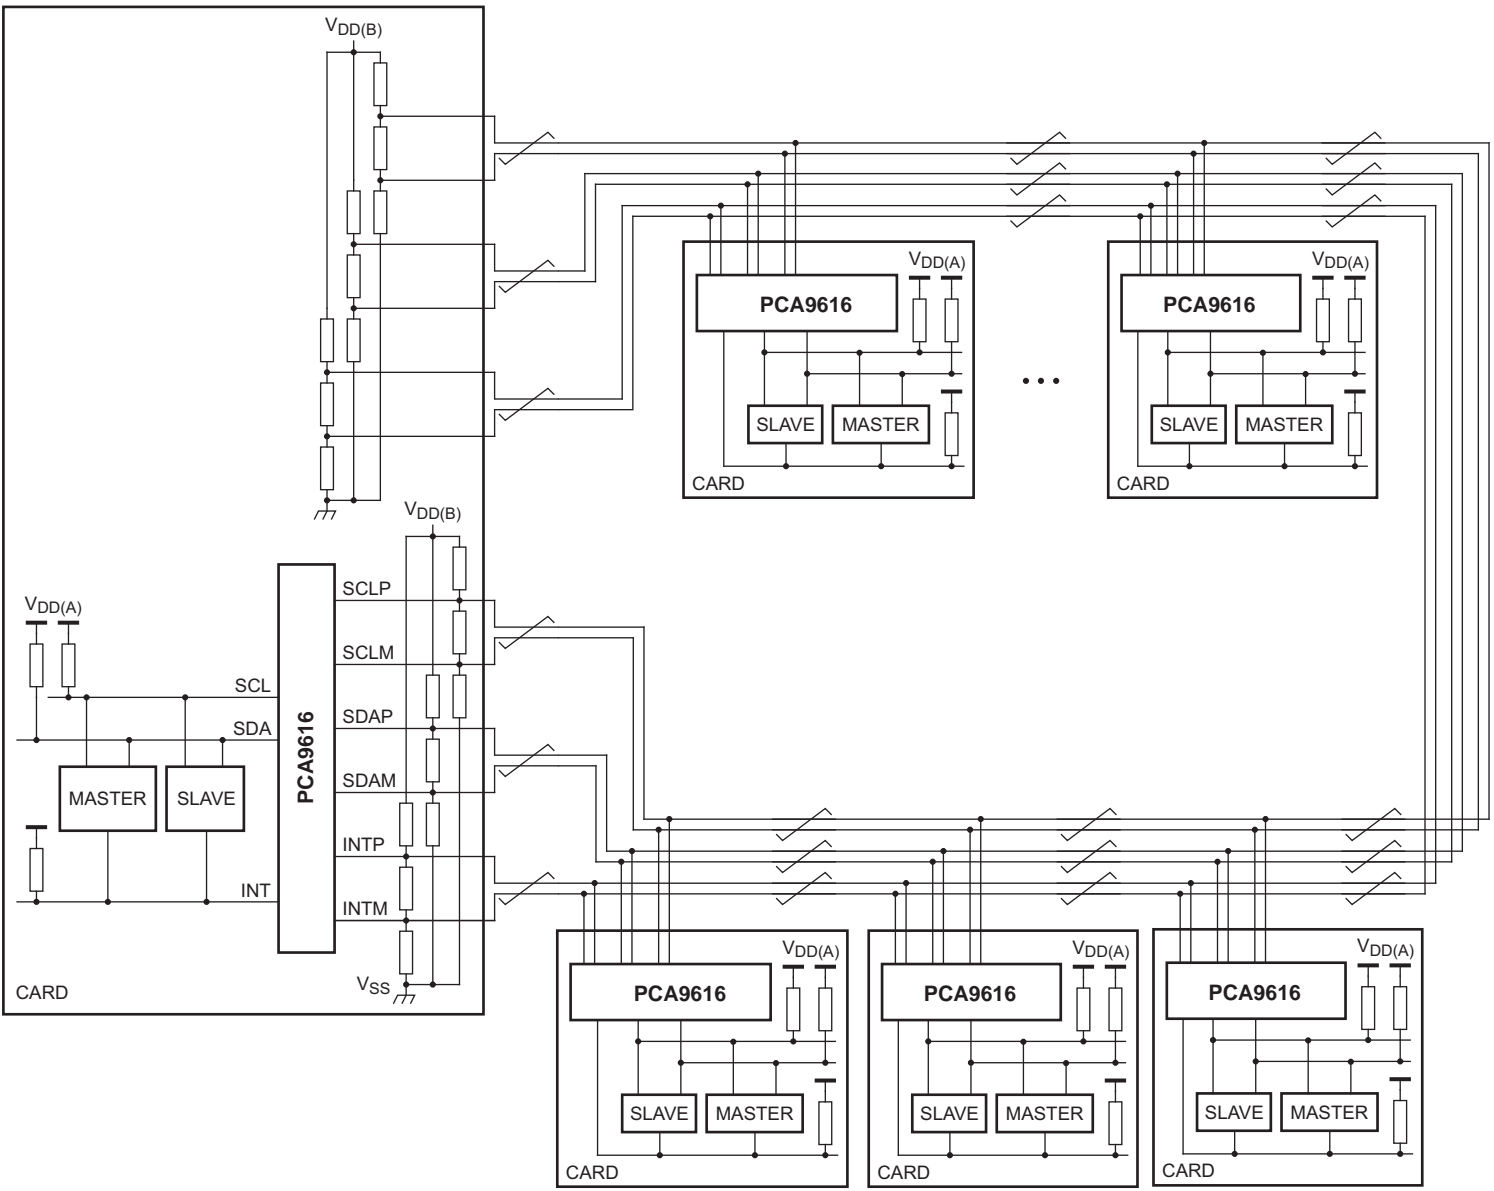 VDD(B)
VDD(A)
VDD(A)
PCA9616
PCA9616
• • •
SLAVE
MASTER
SLAVE
MASTER
CARD
CARD
VDD(B)
SCLP
VDD(A)
SCLM
SCL
SDAP
SDA
PCA9616
SDAM
MASTER
SLAVE
INTP
INT
INTM
VSS
CARD
VDD(A)
VDD(A)
VDD(A)
PCA9616
PCA9616
PCA9616
SLAVE
MASTER
SLAVE
MASTER
SLAVE
MASTER
CARD
CARD
CARD